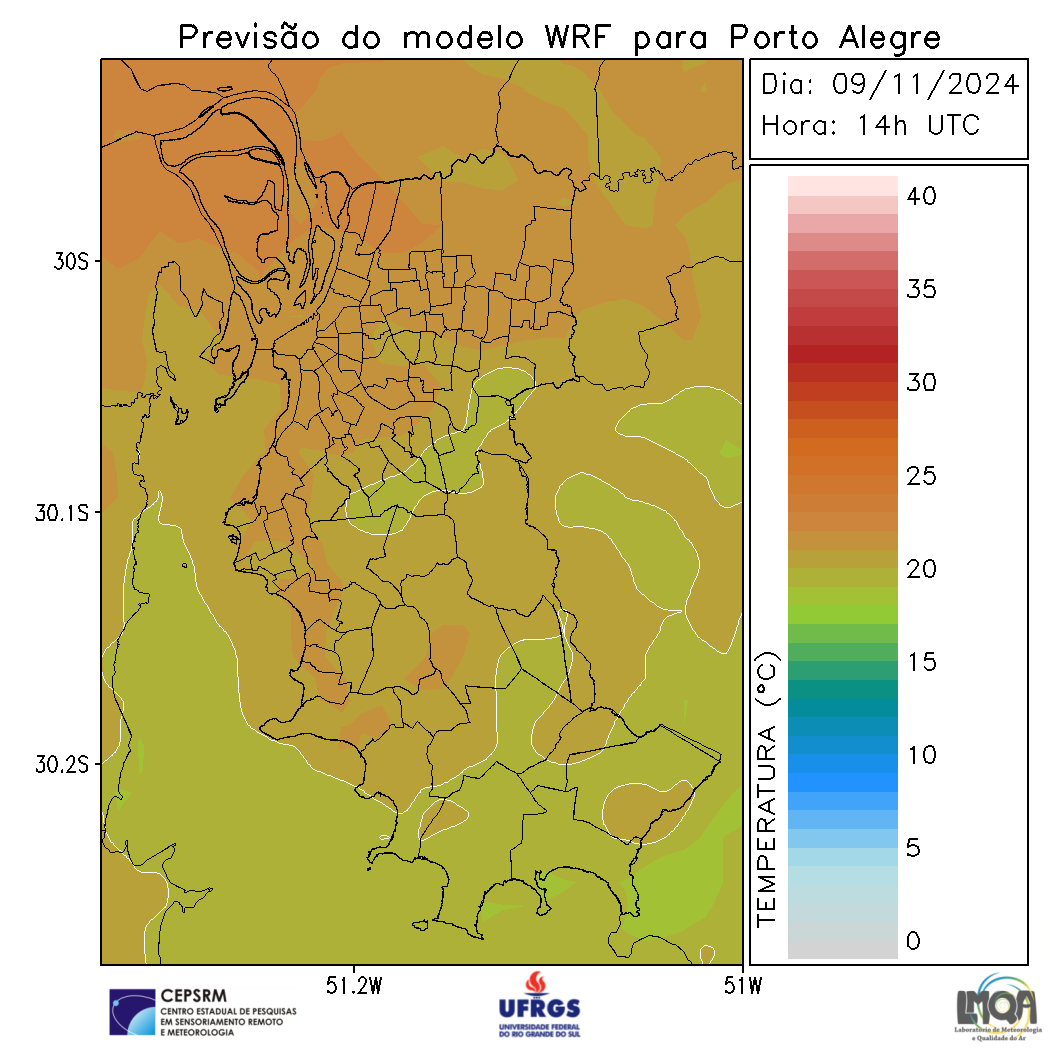 Previsão do modelo WRF para Porto Alegre
Dia: 09/11/2024
Hora: 14h UTC
40
35
30
25
20
15
10
5
0
TEMPERATURA (°C)
30S
30.1S
30.2S
51.2W
51W
CEPSRM
CENTRO ESTADUAL DE PESQUISAS
EM SENSORIAMENTO REMOTO
E METEOROLOGIA
UFRGS
UNIVERSIDADE FEDERAL
DO RIO GRANDE DO SUL
LMQA
Laboratório de Meteorologia
e Qualidade do Ar